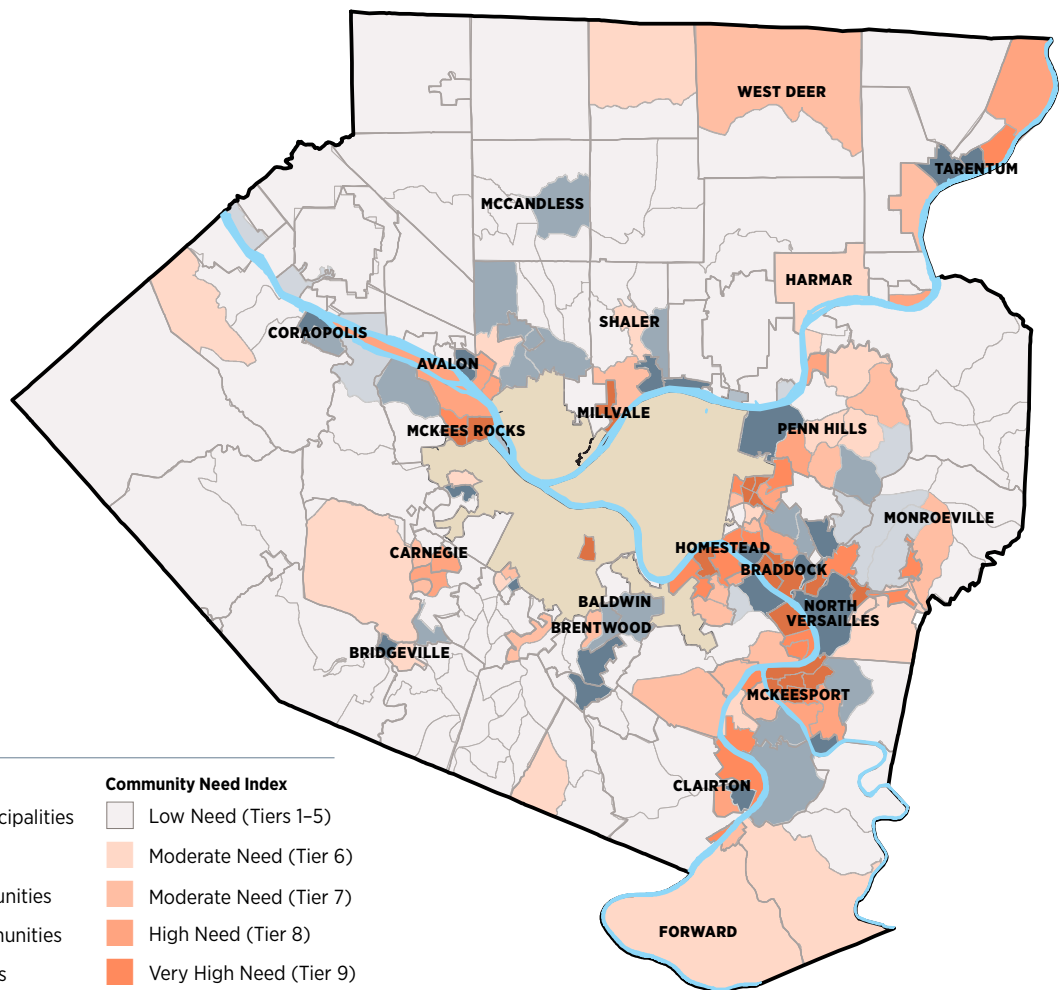 WEST DEER
TARENTUM
MCCANDLESS
HARMAR
SHALER
CORAOPOLIS
AVALON
MILLVALE
MCKEES ROCKS
PENN HILLS
MONROEVILLE
HOMESTEAD
CARNEGIE
BRADDOCK
BALDWIN
NORTH
VERSAILLES
BRENTWOOD
BRIDGEVILLE
MCKEESPORT
CLAIRTON
FORWARD
Community Need Index
cipalities
Low Need (Tiers 1–5)
Moderate Need (Tier 6)
unities
Moderate Need (Tier 7)
unities
High Need (Tier 8)
s
Very High Need (Tier 9)